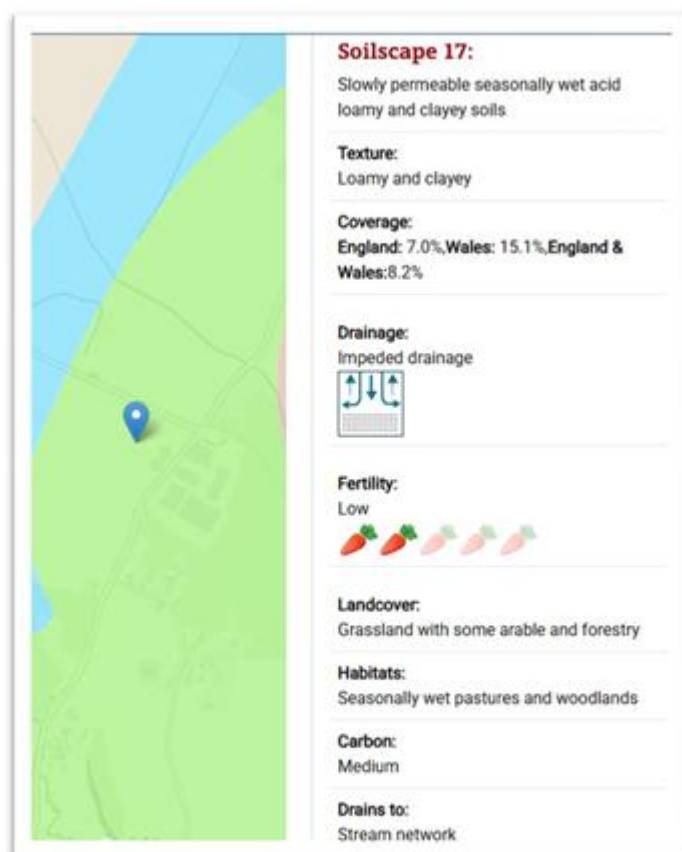 Soilscape 17:
Slowly permeable seasonally wet acid
loamy and clayey soils
Texture:
Loamy and clayey
Coverage:
England: 7.0%,Wales: 15.1%,England &
Wales:8.2%
Drainage:
Impeded drainage
Fertility:
Low
Landcover:
Grassland with some arable and forestry
Habitats:
Seasonally wet pastures and woodlands
Carbon:
Medium
Drains to:
Stream network